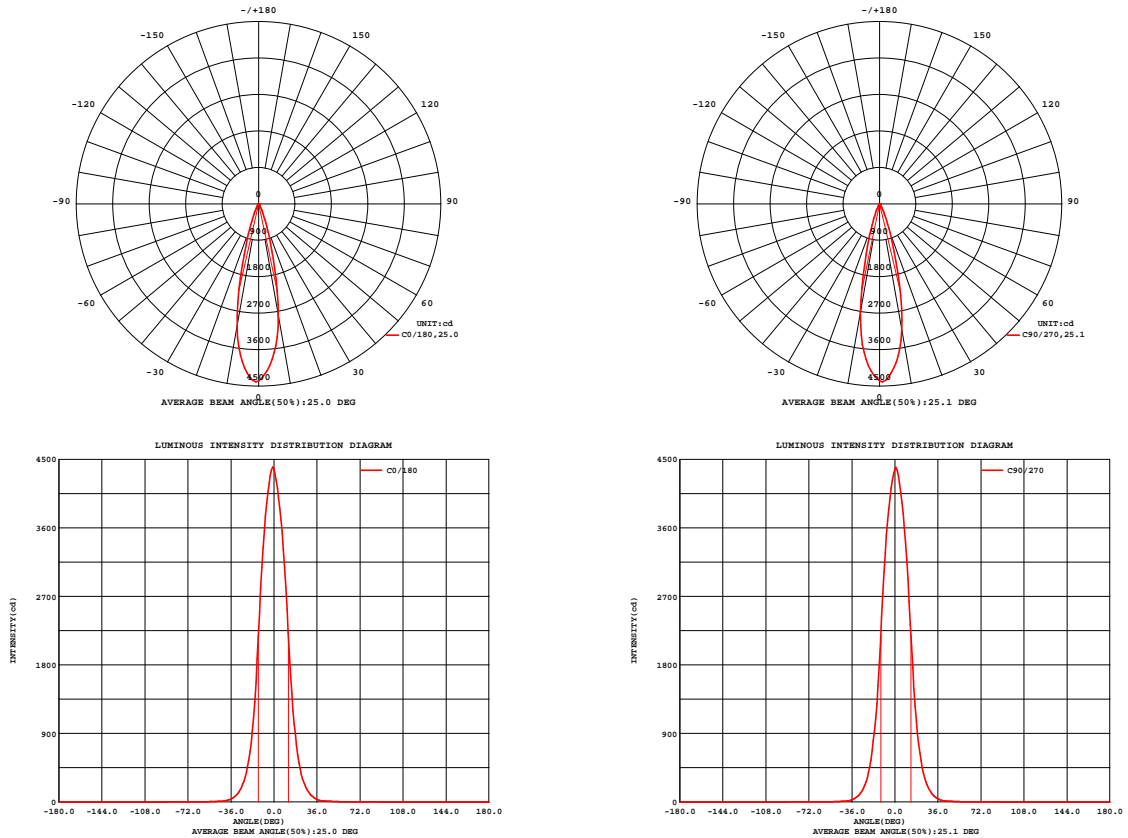 -/+180
-150
150
-120
120
-90
90
-60
60
-30
30
0
0
900
1800
2700
3600
4500
UNIT:cd
C0/180,25.0
AVERAGE BEAM ANGLE(50%):25.0 DEG
-/+180
-150
150
-120
120
-90
90
-60
60
-30
30
0
0
900
1800
2700
3600
4500
UNIT:cd
C90/270,25.1
AVERAGE BEAM ANGLE(50%):25.1 DEG
LUMINOUS INTENSITY DISTRIBUTION DIAGRAM
C0/180
INTENSITY(cd)
4500
3600
2700
1800
900
0
-180.0 -144.0 -108.0 -72.0 -36.0 0.0 36.0 72.0 108.0 144.0 180.0
ANGLE(DEG)
AVERAGE BEAM ANGLE(50%):25.0 DEG
LUMINOUS INTENSITY DISTRIBUTION DIAGRAM
C90/270
INTENSITY(cd)
4500
3600
2700
1800
900
0
-180.0 -144.0 -108.0 -72.0 -36.0 0.0 36.0 72.0 108.0 144.0 180.0
ANGLE(DEG)
AVERAGE BEAM ANGLE(50%):25.1 DEG